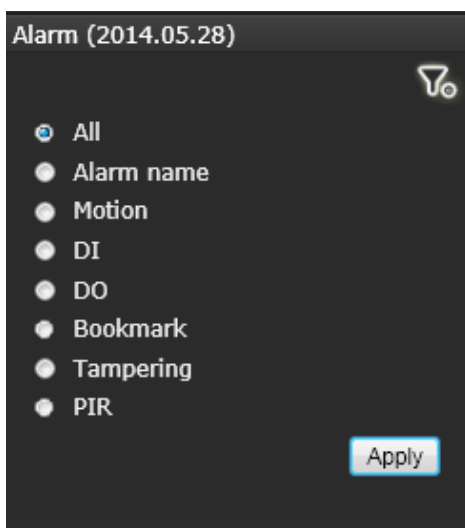 Alarm (2014.05.28)
All
Alarm name
Motion
DI
DO
Bookmark
Tampering
PIR
Apply